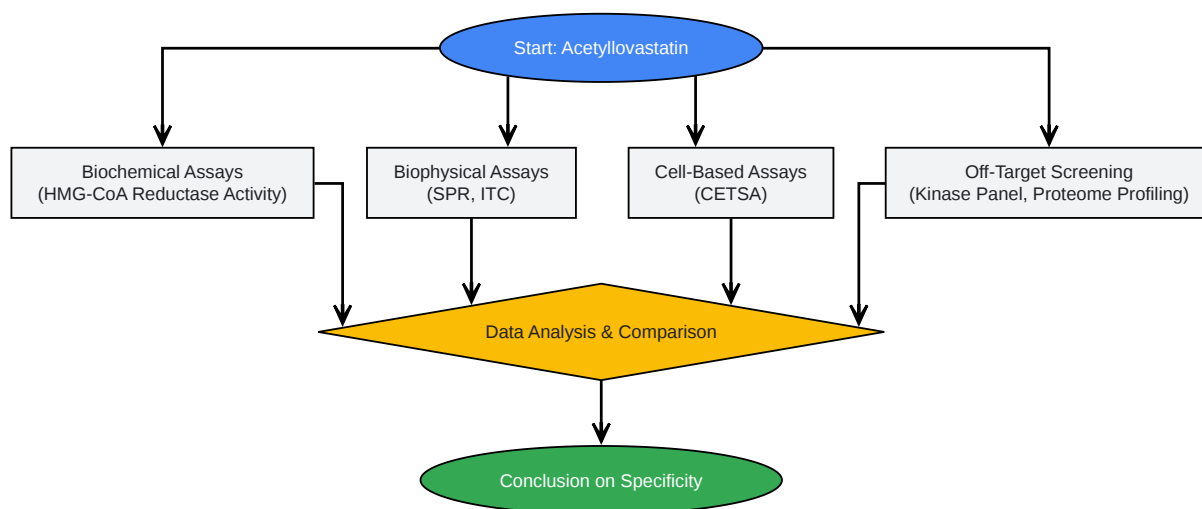 Start: Acetyllovastatin
Biochemical Assays
(HMG-CoA Reductase Activity)
Biophysical Assays
(SPR, ITC)
Cell-Based Assays
(CETSA)
Off-Target Screening
(Kinase Panel, Proteome Profiling)
Data Analysis & Comparison
Conclusion on Specificity